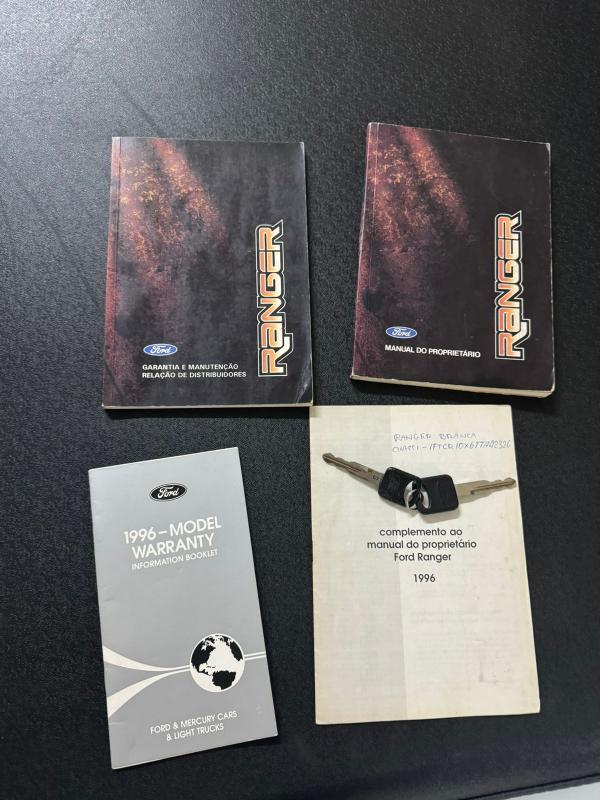 RANGER
Ford
GARANTIA E MANUTENÇÃO
RELAÇÃO DE DISTRIBUIDORES
RANGER
Ford
MANUAL DO PROPRIETÁRIO
Ford
1996-MODEL
WARRANTY
INFORMATION BOOKLET
FORD & MERCURY CARS
& LIGHT TRUCKS
RANGER BRANCA
complemento ao
manual do proprietário
Ford Ranger
1996